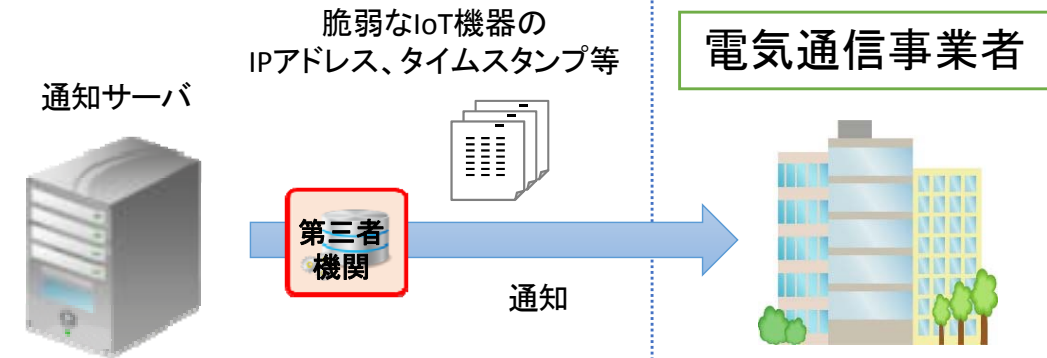 脆弱なIoT機器の
IPアドレス、タイムスタンプ等
電気通信事業者
通知サーバ
第三者
機関
通知